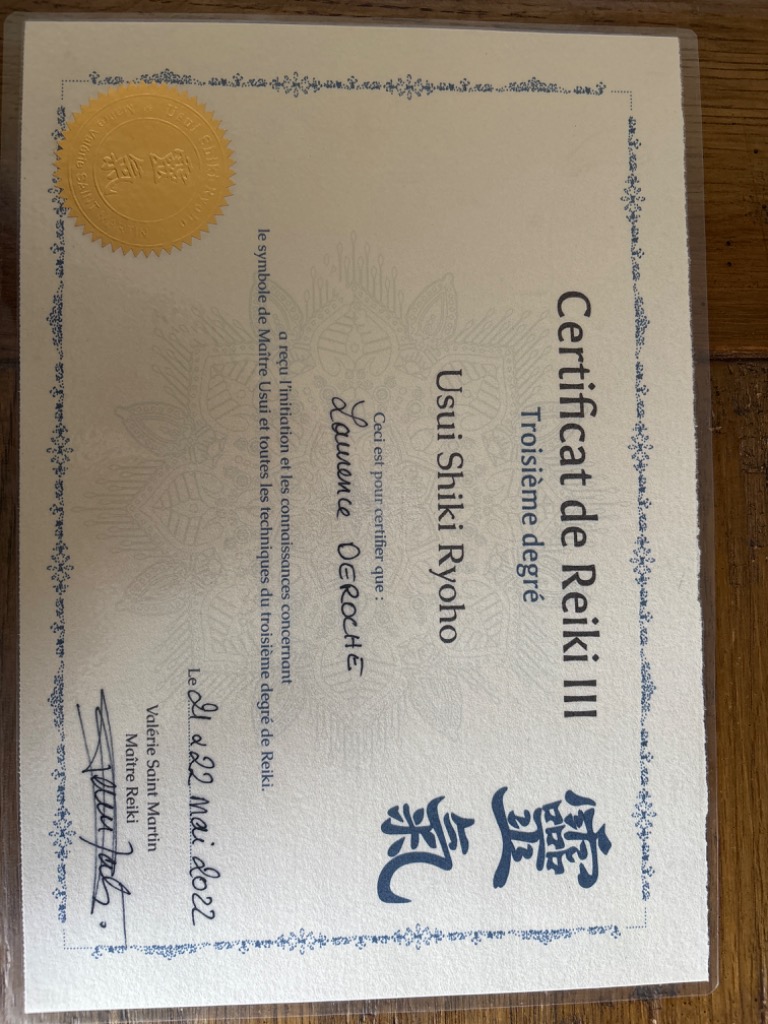 Certificat de Reiki III
Troisième degré
靈
氣
Usui Shiki Ryoho
Ceci est pour certifier que :
Laurence DEROCHE
a reçu l'initiation et les connaissances concernant
le symbole de Maître Usui et toutes les techniques du troisième degré de Reiki.
Le 21 & 22 mai 2022
Valérie Saint Martin
Maître Reiki
靈
氣